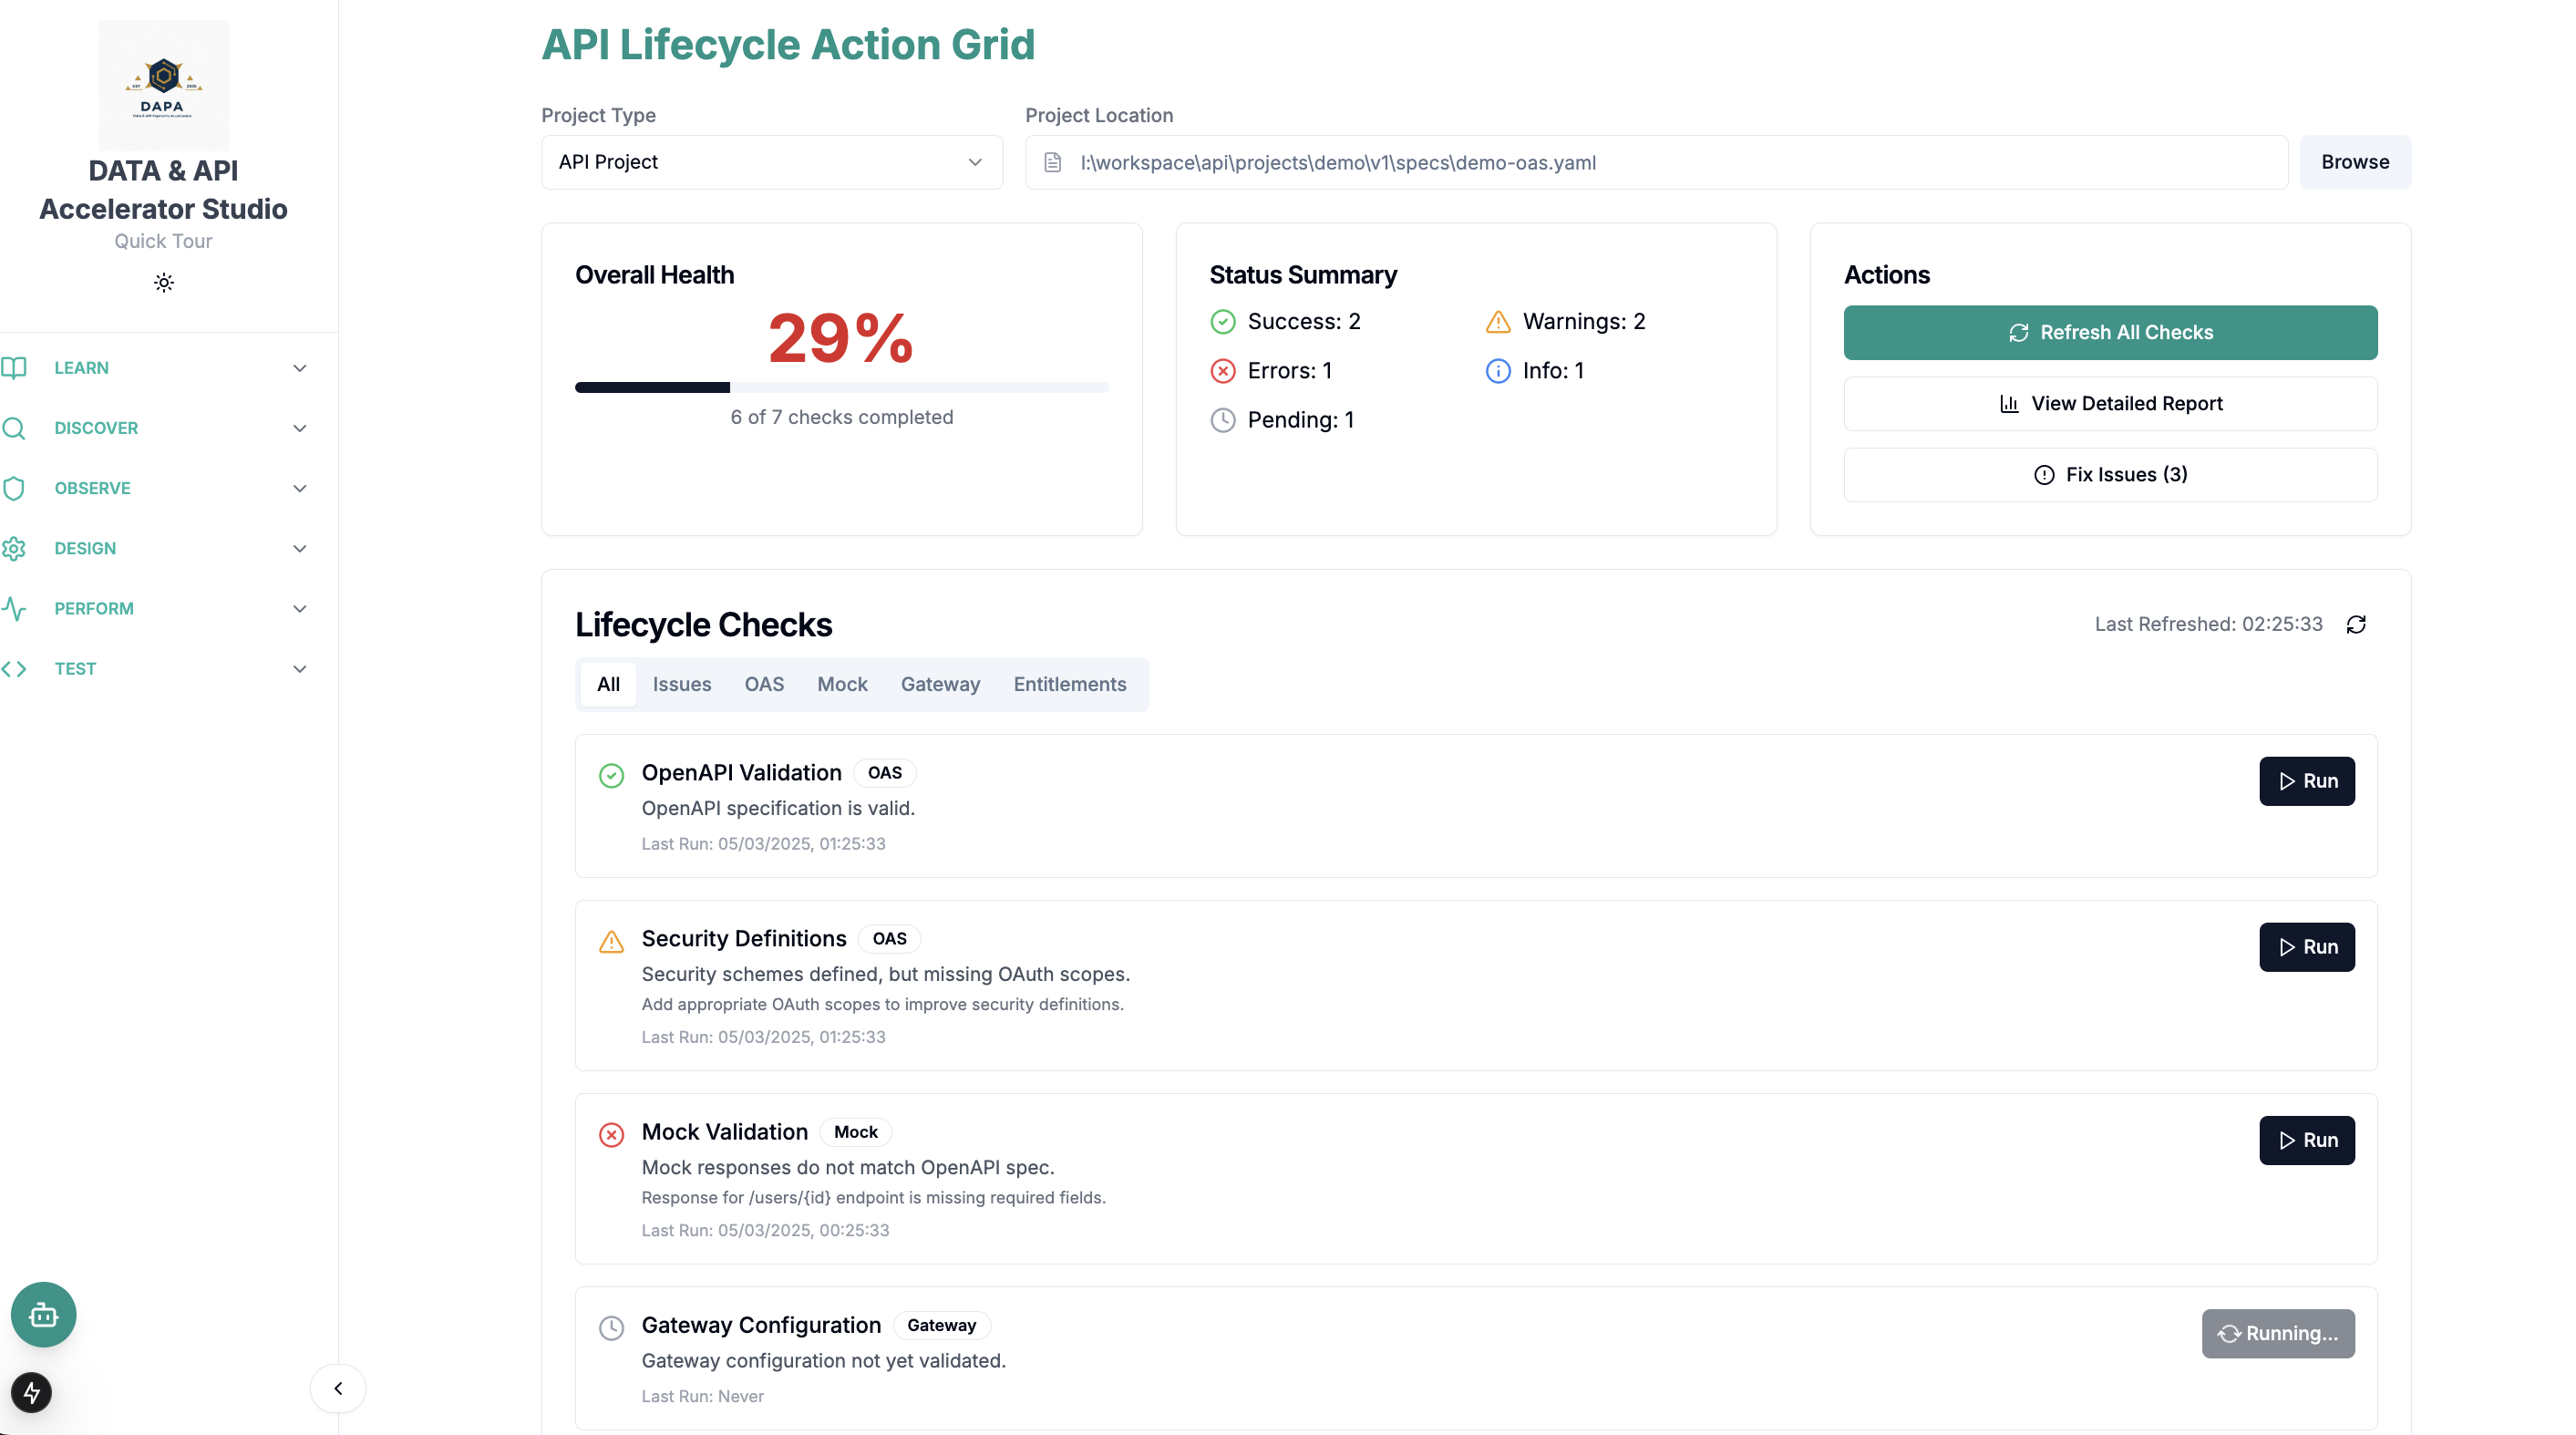 DAPA
DATA & API
Accelerator Studio
Quick Tour
LEARN
DISCOVER
OBSERVE
DESIGN
PERFORM
TEST
API Lifecycle Action Grid
Project Type
Project Location
API Project
I:\workspace\api\projects\demo\v1\specs\demo-oas.yaml
Browse
Overall Health
29%
6 of 7 checks completed
Status Summary
Success: 2
Warnings: 2
Errors: 1
Info: 1
Pending: 1
Actions
Refresh All Checks
View Detailed Report
Fix Issues (3)
Lifecycle Checks
Last Refreshed: 02:25:33
All Issues OAS Mock Gateway Entitlements
OpenAPI Validation OAS
Run
OpenAPI specification is valid.
Last Run: 05/03/2025, 01:25:33
Security Definitions OAS
Run
Security schemes defined, but missing OAuth scopes.
Add appropriate OAuth scopes to improve security definitions.
Last Run: 05/03/2025, 01:25:33
Mock Validation Mock
Run
Mock responses do not match OpenAPI spec.
Response for /users/{id} endpoint is missing required fields.
Last Run: 05/03/2025, 00:25:33
Gateway Configuration Gateway
Running...
Gateway configuration not yet validated.
Last Run: Never